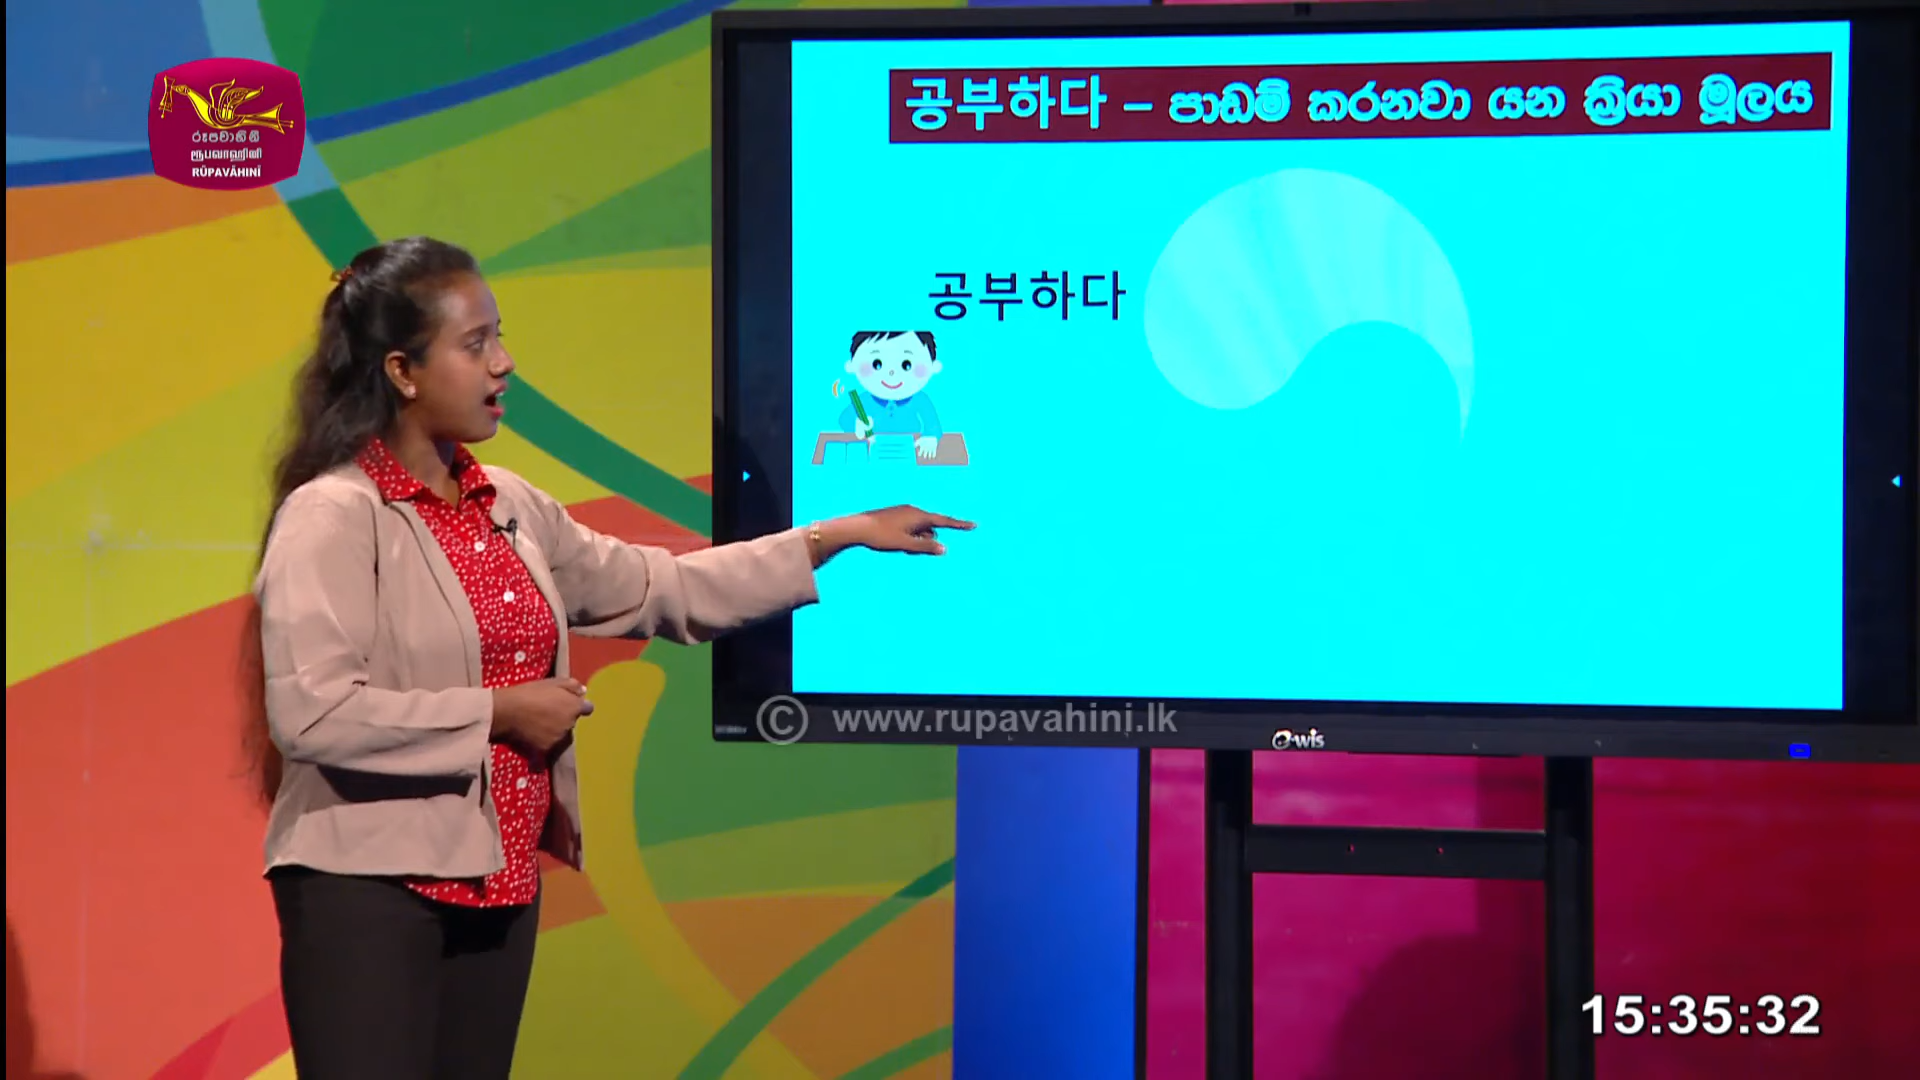 රූපවාහිනී
ரூபவாஹினி
RŪPAVĀHINĪ
공부하다 – පාඩම් කරනවා යන ක්‍රියා මූලය
공부하다
© www.rupavahini.lk
e-wis
15:35:32